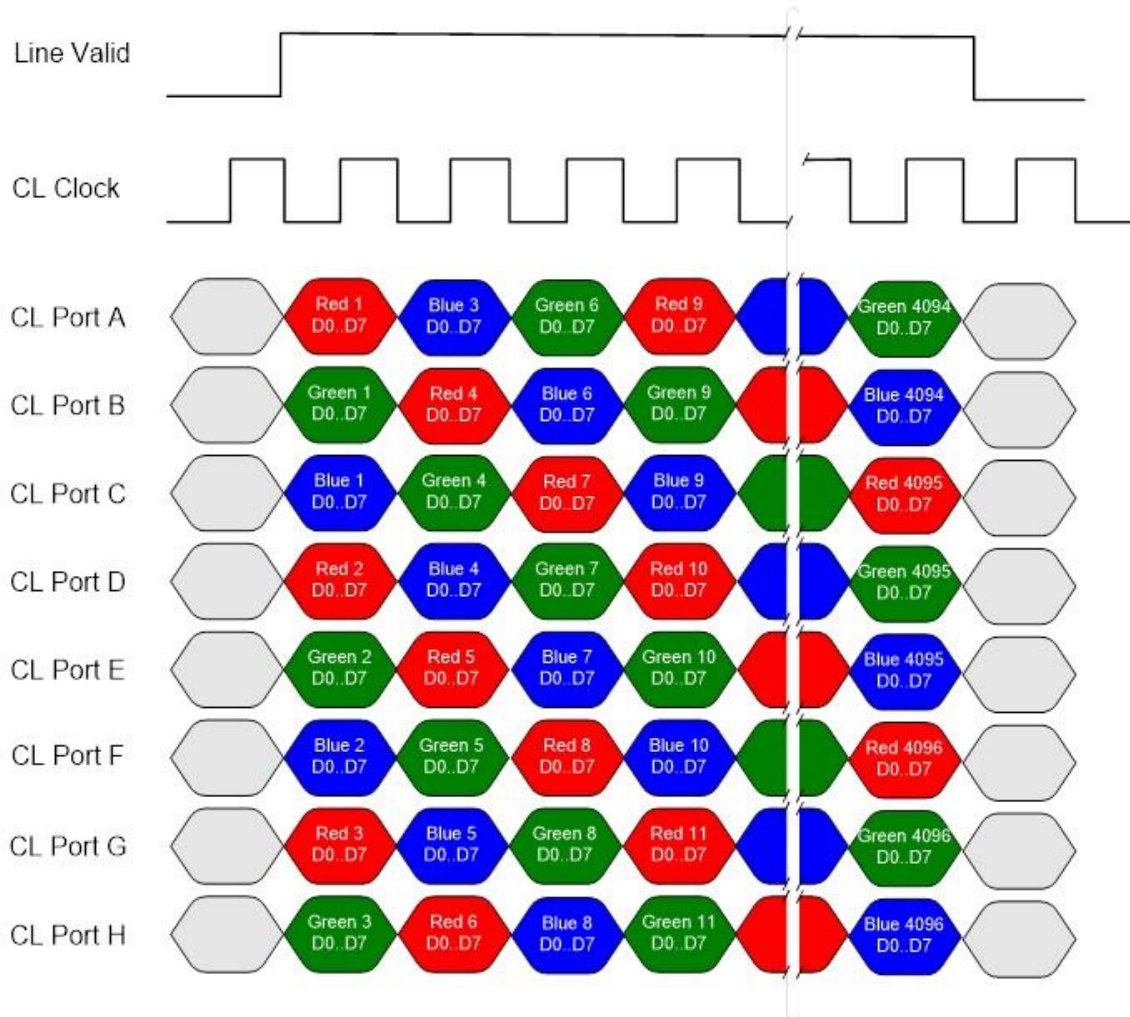 Line Valid
CL Clock
CL Port A
Red 1
D0..D7
Blue 3
D0..D7
Green 6
D0..D7
Red 9
D0..D7
Green 4094
D0..D7
CL Port B
Green 1
D0..D7
Red 4
D0..D7
Blue 6
D0..D7
Green 9
D0..D7
Blue 4094
D0..D7
CL Port C
Blue 1
D0..D7
Green 4
D0..D7
Red 7
D0..D7
Blue 9
D0..D7
Red 4095
D0..D7
CL Port D
Red 2
D0..D7
Blue 4
D0..D7
Green 7
D0..D7
Red 10
D0..D7
Green 4095
D0..D7
CL Port E
Green 2
D0..D7
Red 5
D0..D7
Blue 7
D0..D7
Green 10
D0..D7
Blue 4095
D0..D7
CL Port F
Blue 2
D0..D7
Green 5
D0..D7
Red 8
D0..D7
Blue 10
D0..D7
Red 4096
D0..D7
CL Port G
Red 3
D0..D7
Blue 5
D0..D7
Green 8
D0..D7
Red 11
D0..D7
Green 4096
D0..D7
CL Port H
Green 3
D0..D7
Red 6
D0..D7
Blue 8
D0..D7
Green 11
D0..D7
Blue 4096
D0..D7